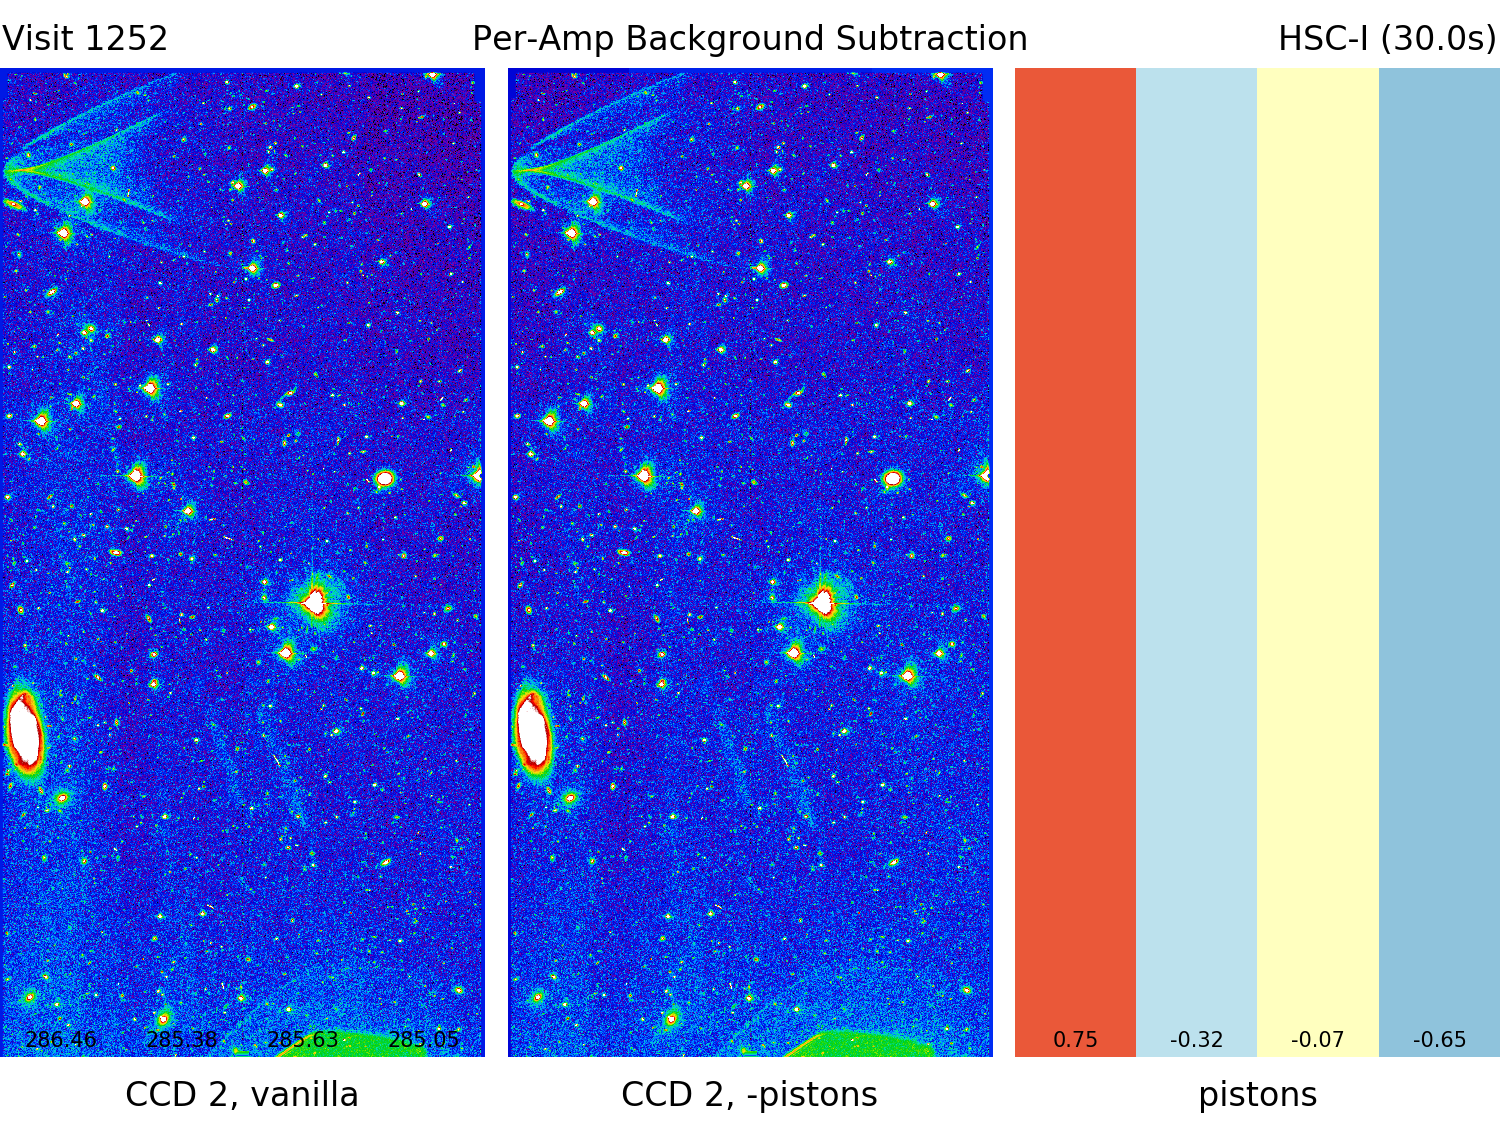 Visit 1252 Per-Amp Background Subtraction HSC-I (30.0s)
286.46 285.38 285.63 285.05 0.75 -0.32 -0.07 -0.65
CCD 2, vanilla CCD 2, -pistons pistons